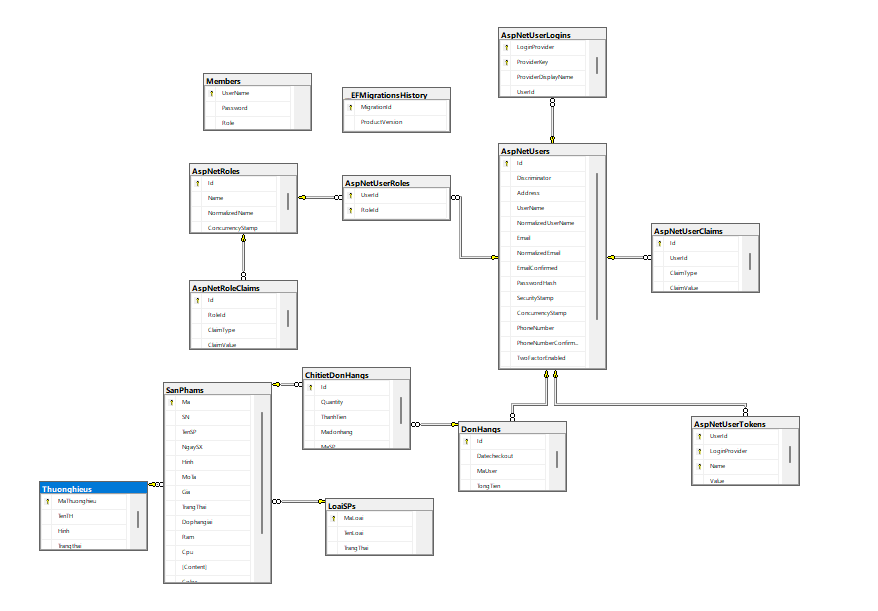 AspNetUserLogins
LoginProvider
ProviderKey
ProviderDisplayName
UserId
Members
UserName
Password
Role
__EFMigrationsHistory
MigrationId
ProductVersion
AspNetUsers
Id
Discriminator
Address
UserName
NormalizedUserName
Email
NormalizedEmail
EmailConfirmed
PasswordHash
SecurityStamp
ConcurrencyStamp
PhoneNumber
PhoneNumberConfirm...
TwoFactorEnabled
AspNetRoles
Id
Name
NormalizedName
ConcurrencyStamp
AspNetUserRoles
UserId
RoleId
AspNetUserClaims
Id
UserId
ClaimType
ClaimValue
AspNetRoleClaims
Id
RoleId
ClaimType
ClaimValue
ChitietDonHangs
Id
Quantity
ThanhTien
Madonhang
MaSP
SanPhams
Ma
SN
TenSP
NgaySX
Hinh
MoTa
Gia
TrangThai
Dophangiai
Ram
Cpu
[Content]
DonHangs
Id
Datecheckout
MaUser
TongTien
AspNetUserTokens
UserId
LoginProvider
Name
Value
Thuonghieus
MaThuonghieu
TenTH
Hinh
Trangthai
LoaiSPs
MaLoai
TenLoai
TrangThai